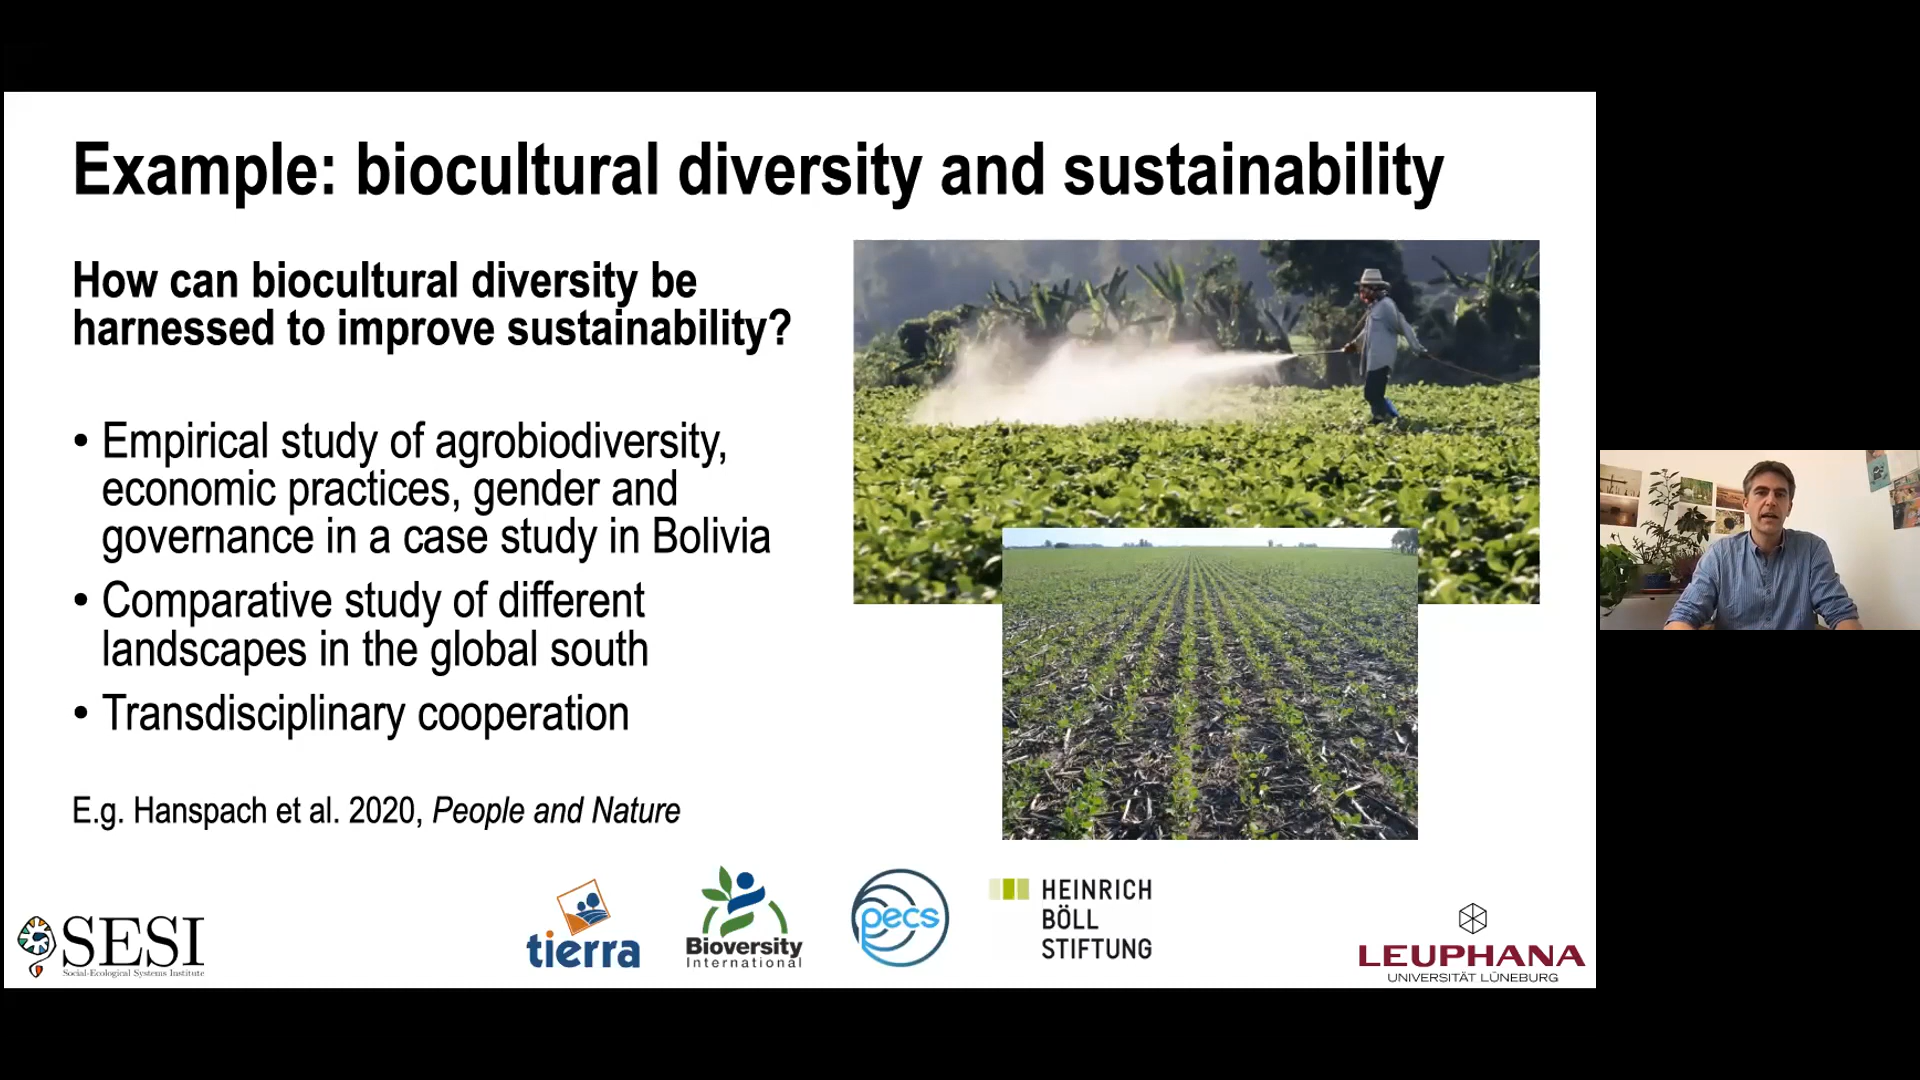 Example: biocultural diversity and sustainability
How can biocultural diversity be
harnessed to improve sustainability?
• Empirical study of agrobiodiversity,
economic practices, gender and
governance in a case study in Bolivia
• Comparative study of different
landscapes in the global south
• Transdisciplinary cooperation
E.g. Hanspach et al. 2020, People and Nature
SESI
Social-Ecological Systems Institute
tierra
Bioversity
International
pecs
HEINRICH
BÖLL
STIFTUNG
LEUPHANA
UNIVERSITÄT LÜNEBURG